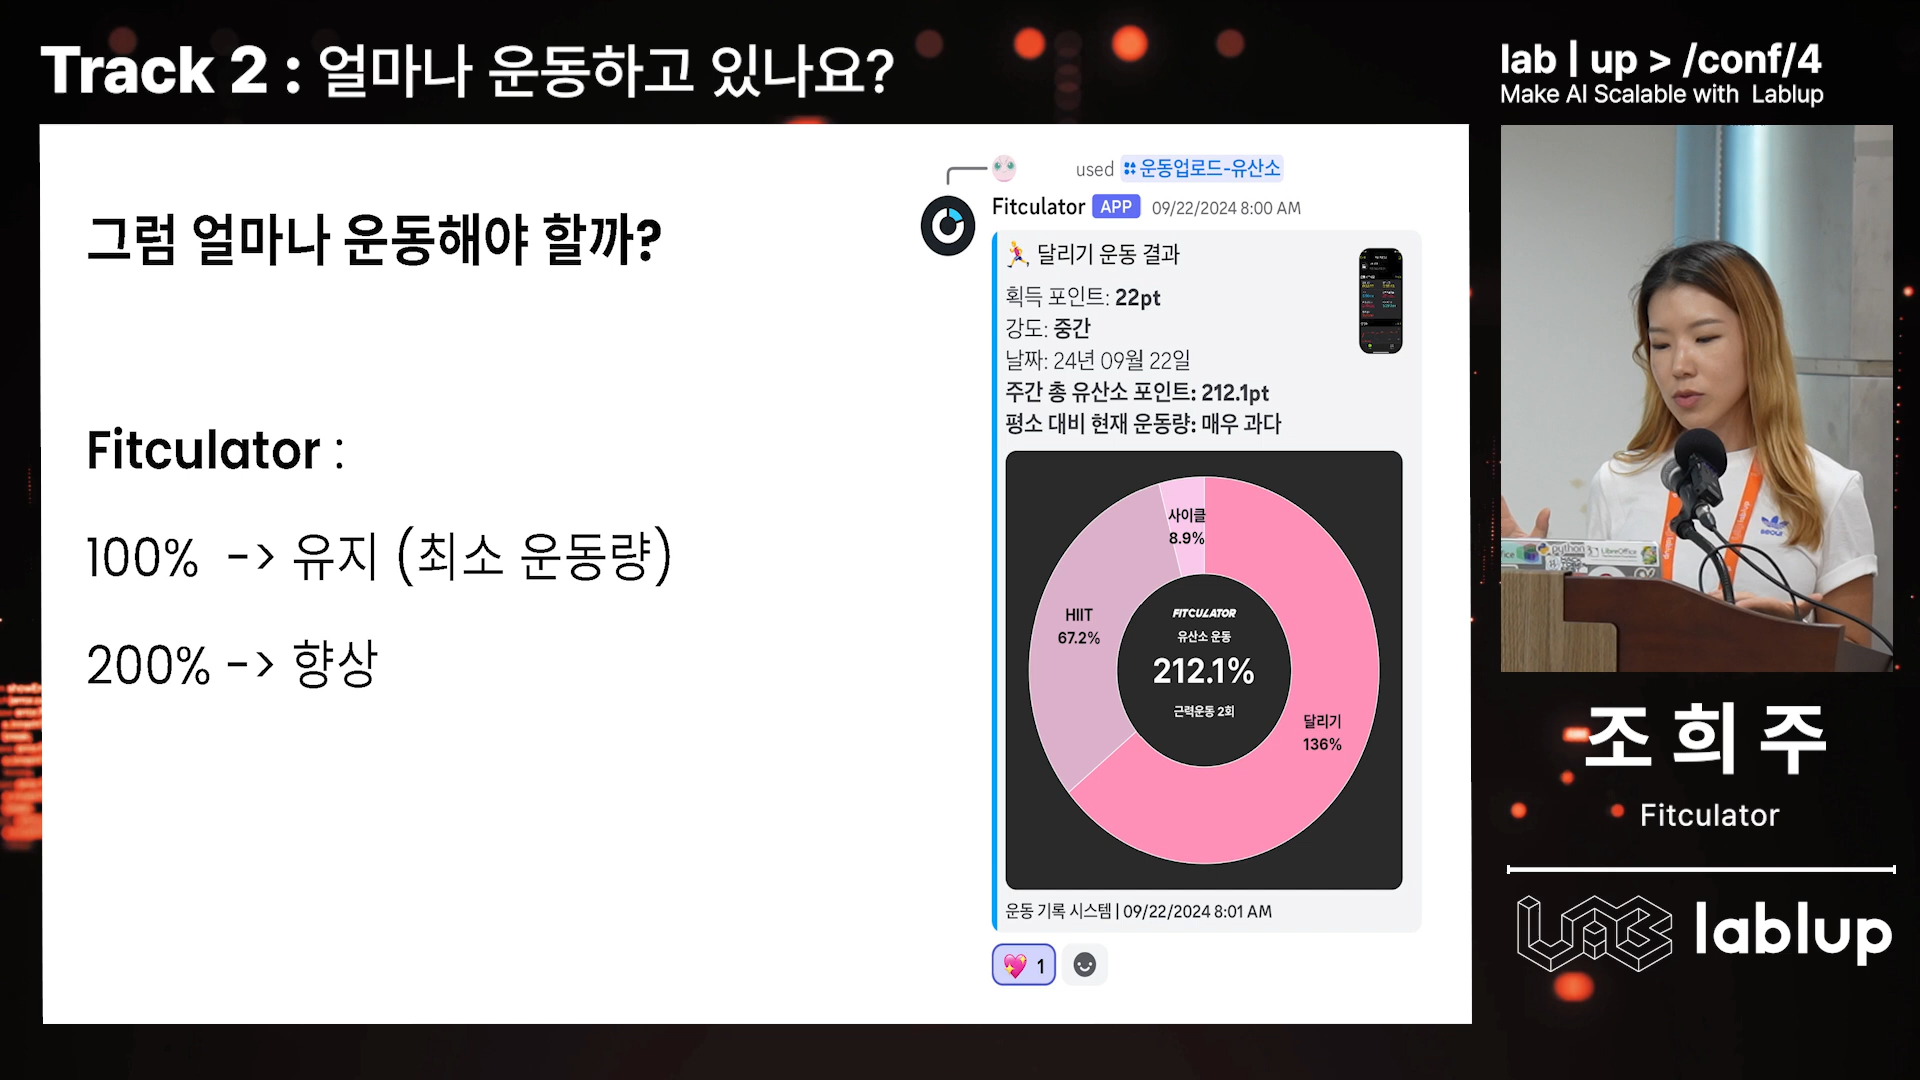 Track 2 : 얼마나 운동하고 있나요?
lab | up > /conf/4
Make AI Scalable with Lablup
그럼 얼마나 운동해야 할까?
Fitculator :
100% -> 유지 (최소 운동량)
200% -> 향상
used 운동업로드-유산소
Fitculator APP 09/22/2024 8:00 AM
달리기 운동 결과
획득 포인트: 22pt
강도: 중간
날짜: 24년 09월 22일
주간 총 유산소 포인트: 212.1pt
평소 대비 현재 운동량: 매우 과다
사이클
8.9%
HIIT
67.2%
FITCULATOR
유산소 운동
212.1%
근력운동 2회
달리기
136%
운동 기록 시스템 | 09/22/2024 8:01 AM
1
python
LibreOffice
seoul
조희주
Fitculator
lablup